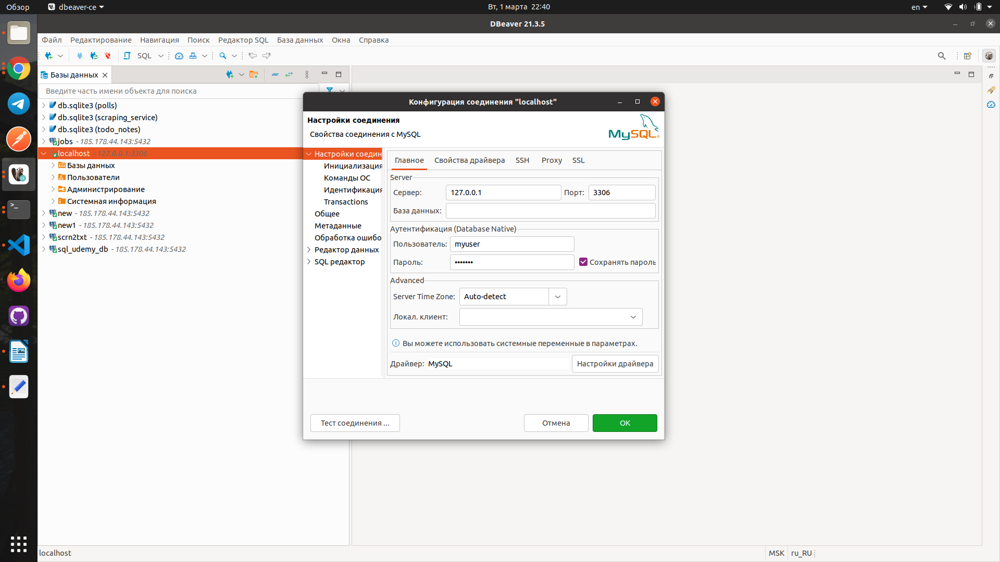 Обзор
dbeaver-ce
Вт, 1 марта 22:40
en
DBeaver 21.3.5
Файл Редактирование Навигация Поиск Редактор SQL База данных Окна Справка
SQL
Базы данных
Введите часть имени объекта для поиска
db.sqlite3 (polls)
db.sqlite3 (scraping_service)
db.sqlite3 (todo_notes)
jobs - 185.178.44.143:5432
localhost - 127.0.0.1:3306
Базы данных
Пользователи
Администрирование
Системная информация
new - 185.178.44.143:5432
new1 - 185.178.44.143:5432
scrn2txt - 185.178.44.143:5432
sql_udemy_db - 185.178.44.143:5432
Конфигурация соединения "localhost"
Настройки соединения
Свойства соединения с MySQL
MySQL
Настройки соедин
Инициализация
Команды ОС
Идентификация
Transactions
Общее
Метаданные
Обработка ошибо
Редактор данных
SQL редактор
Главное Свойства драйвера SSH Proxy SSL
Server
Сервер: 127.0.0.1 Порт: 3306
База данных:
Аутентификация (Database Native)
Пользователь: myuser
Пароль: ••••••• Сохранять пароль
Advanced
Server Time Zone: Auto-detect
Локал. клиент:
Вы можете использовать системные переменные в параметрах.
Драйвер: MySQL Настройки драйвера
Тест соединения ... Отмена ОК
localhost
MSK ru_RU